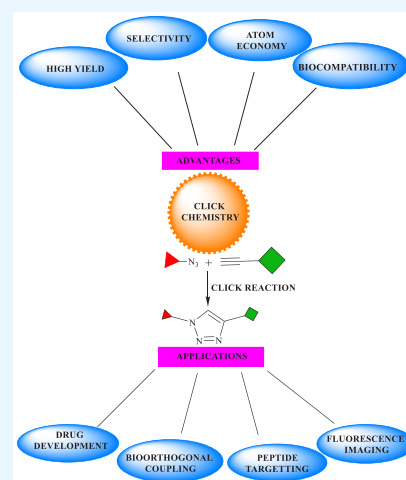 SELECTIVITY
ATOM
ECONOMY
HIGH YIELD
BIOCOMPATIBILITY
ADVANTAGES
CLICK
CHEMISTRY
N3 +
CLICK REACTION
N
N=N
APPLICATIONS
DRUG
DEVELOPMENT
BIOORTHOGONAL
COUPLING
PEPTIDE
TARGETTING
FLUORESCENCE
IMAGING